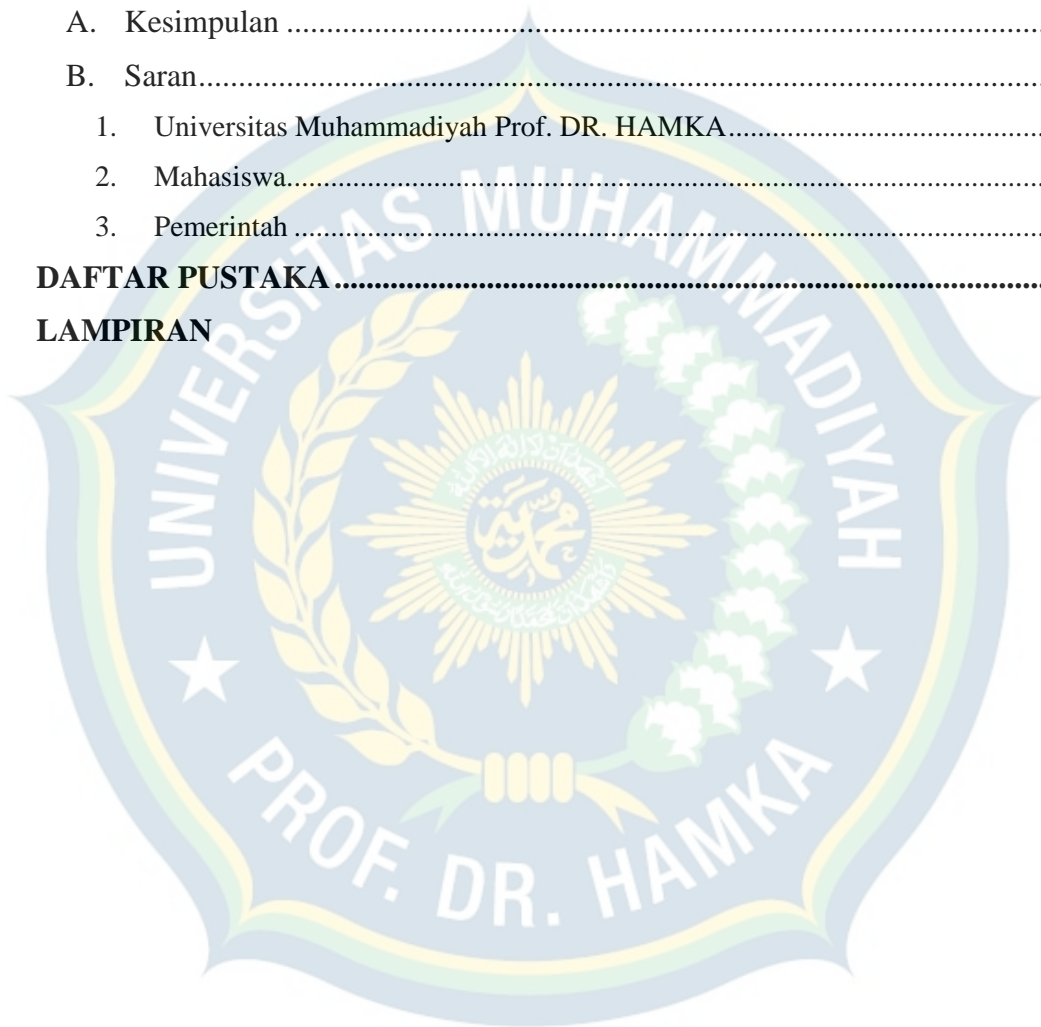 A. Kesimpulan ................................................................................................
B. Saran............................................................................................................
1. Universitas Muhammadiyah Prof. DR. HAMKA............................................
2. Mahasiswa.....................................................................................................
3. Pemerintah ....................................................................................................
DAFTAR PUSTAKA ..........................................................................................
LAMPIRAN
UNIVERSITAS MUHAMMADIYAH
PROF. DR. HAMKA